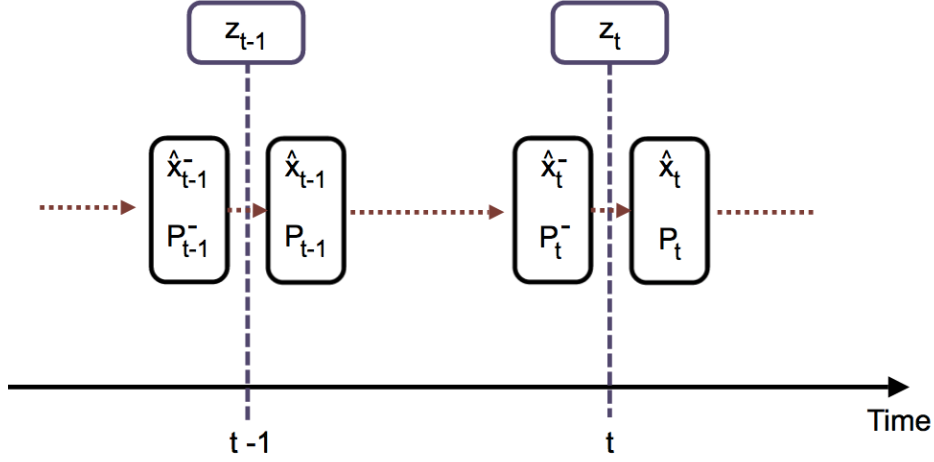 z_{t-1} z_t
x̂⁻_{t-1} x̂_{t-1} x̂⁻_t x̂_t
P⁻_{t-1} P_{t-1} P⁻_t P_t
Time
t -1 t